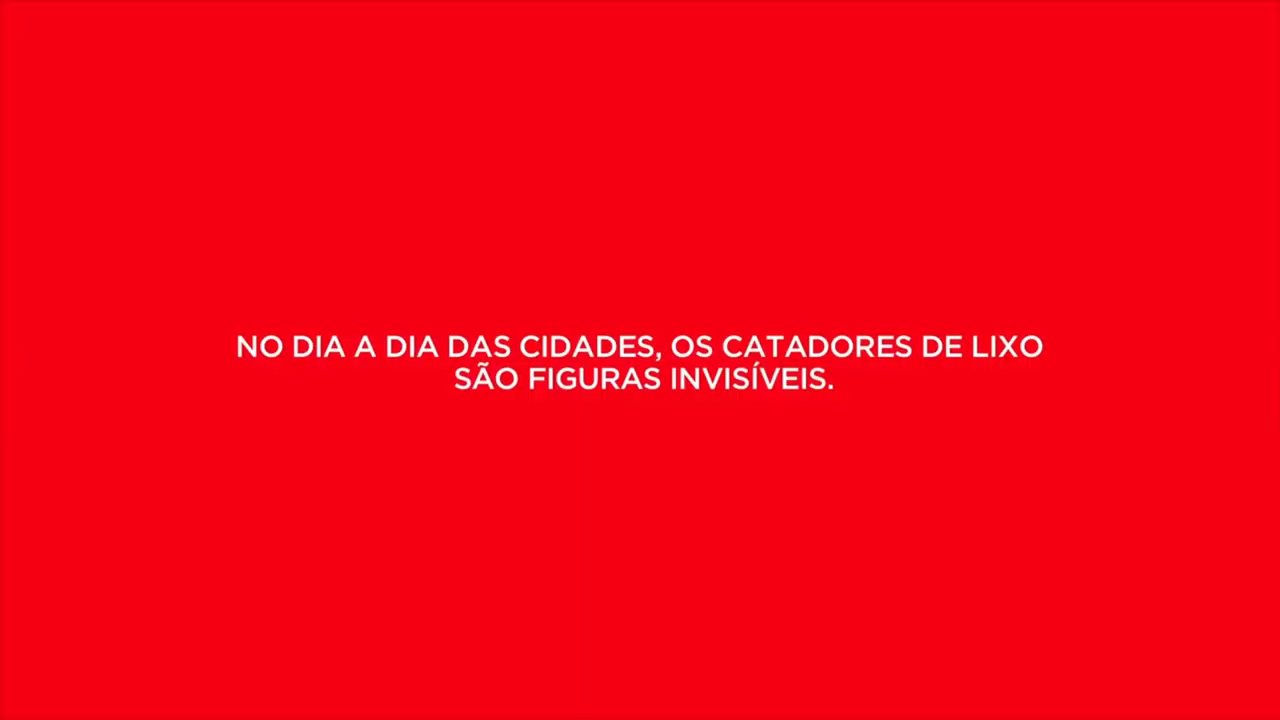 NO DIA A DIA DAS CIDADES, OS CATADORES DE LIXO
SÃO FIGURAS INVISÍVEIS.